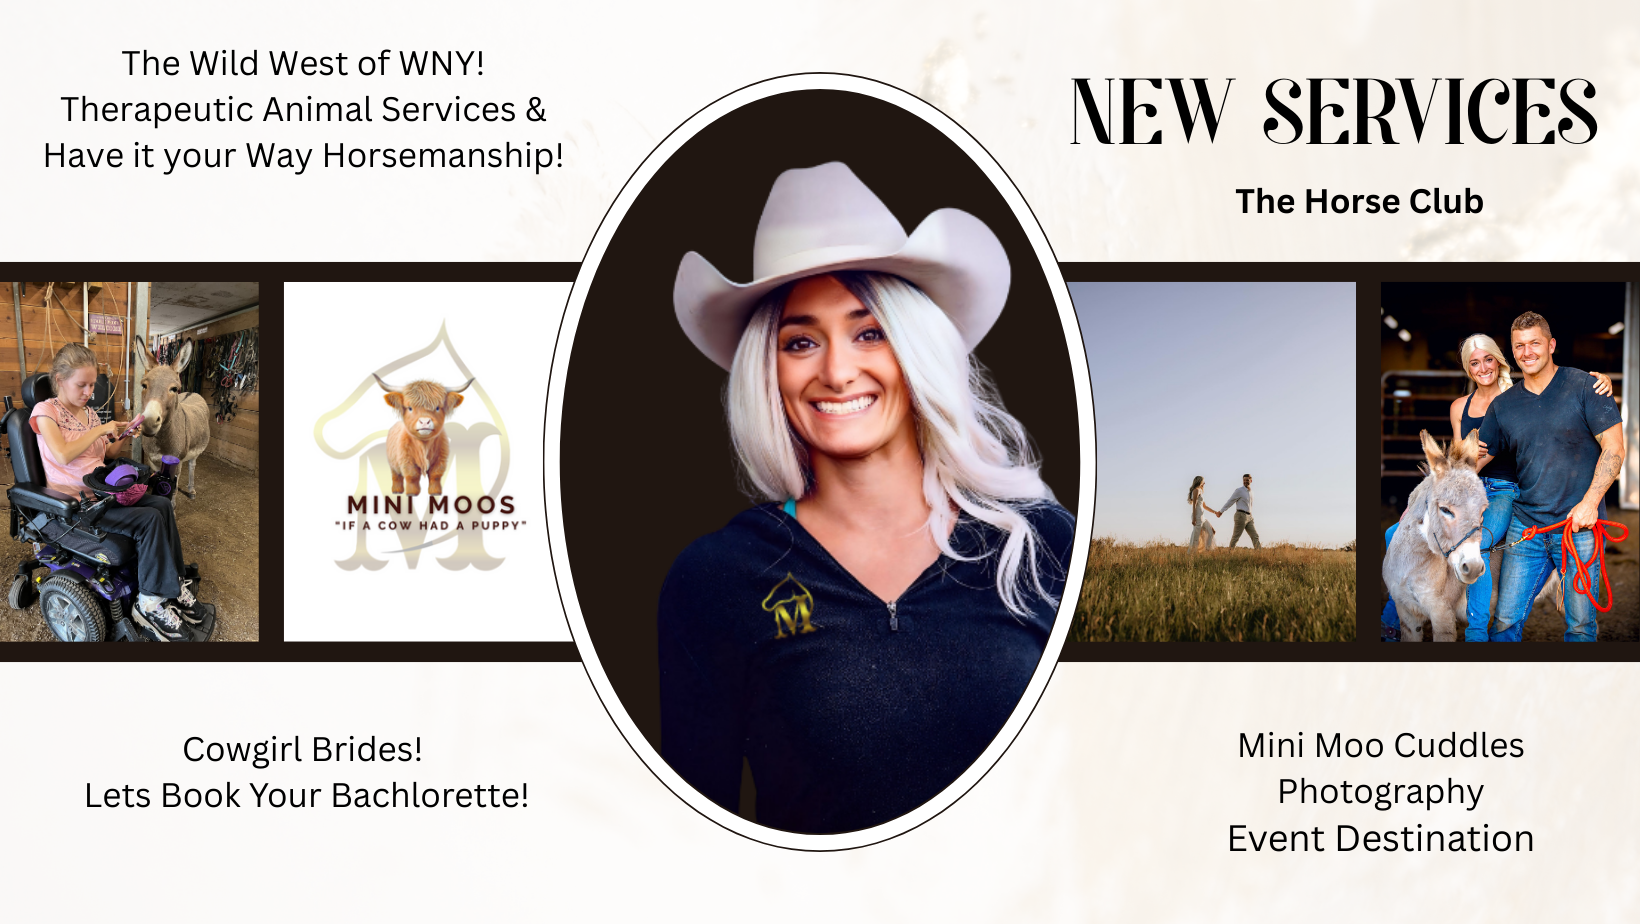 The Wild West of WNY!
Therapeutic Animal Services &
Have it your Way Horsemanship!
NEW SERVICES
The Horse Club
M
MINI MOOS
"IF A COW HAD A PUPPY"
M
Cowgirl Brides!
Lets Book Your Bachlorette!
Mini Moo Cuddles
Photography
Event Destination